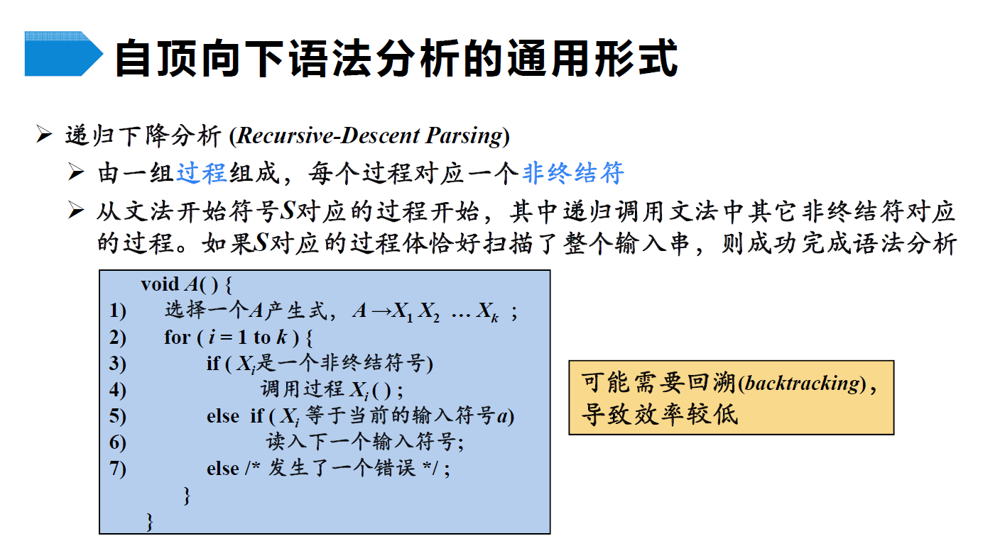 自顶向下语法分析的通用形式
➢ 递归下降分析 (Recursive-Descent Parsing)
➢ 由一组过程组成，每个过程对应一个非终结符
➢ 从文法开始符号S对应的过程开始，其中递归调用文法中其它非终结符对应
的过程。如果S对应的过程体恰好扫描了整个输入串，则成功完成语法分析
void A( ) {
1) 选择一个A产生式， A →X1 X2 … Xk ；
2) for ( i = 1 to k ) {
3) if ( Xi是一个非终结符号)
4) 调用过程 Xi ( ) ;
5) else if ( Xi 等于当前的输入符号a)
6) 读入下一个输入符号;
7) else /* 发生了一个错误 */ ;
}
}
可能需要回溯(backtracking)，
导致效率较低